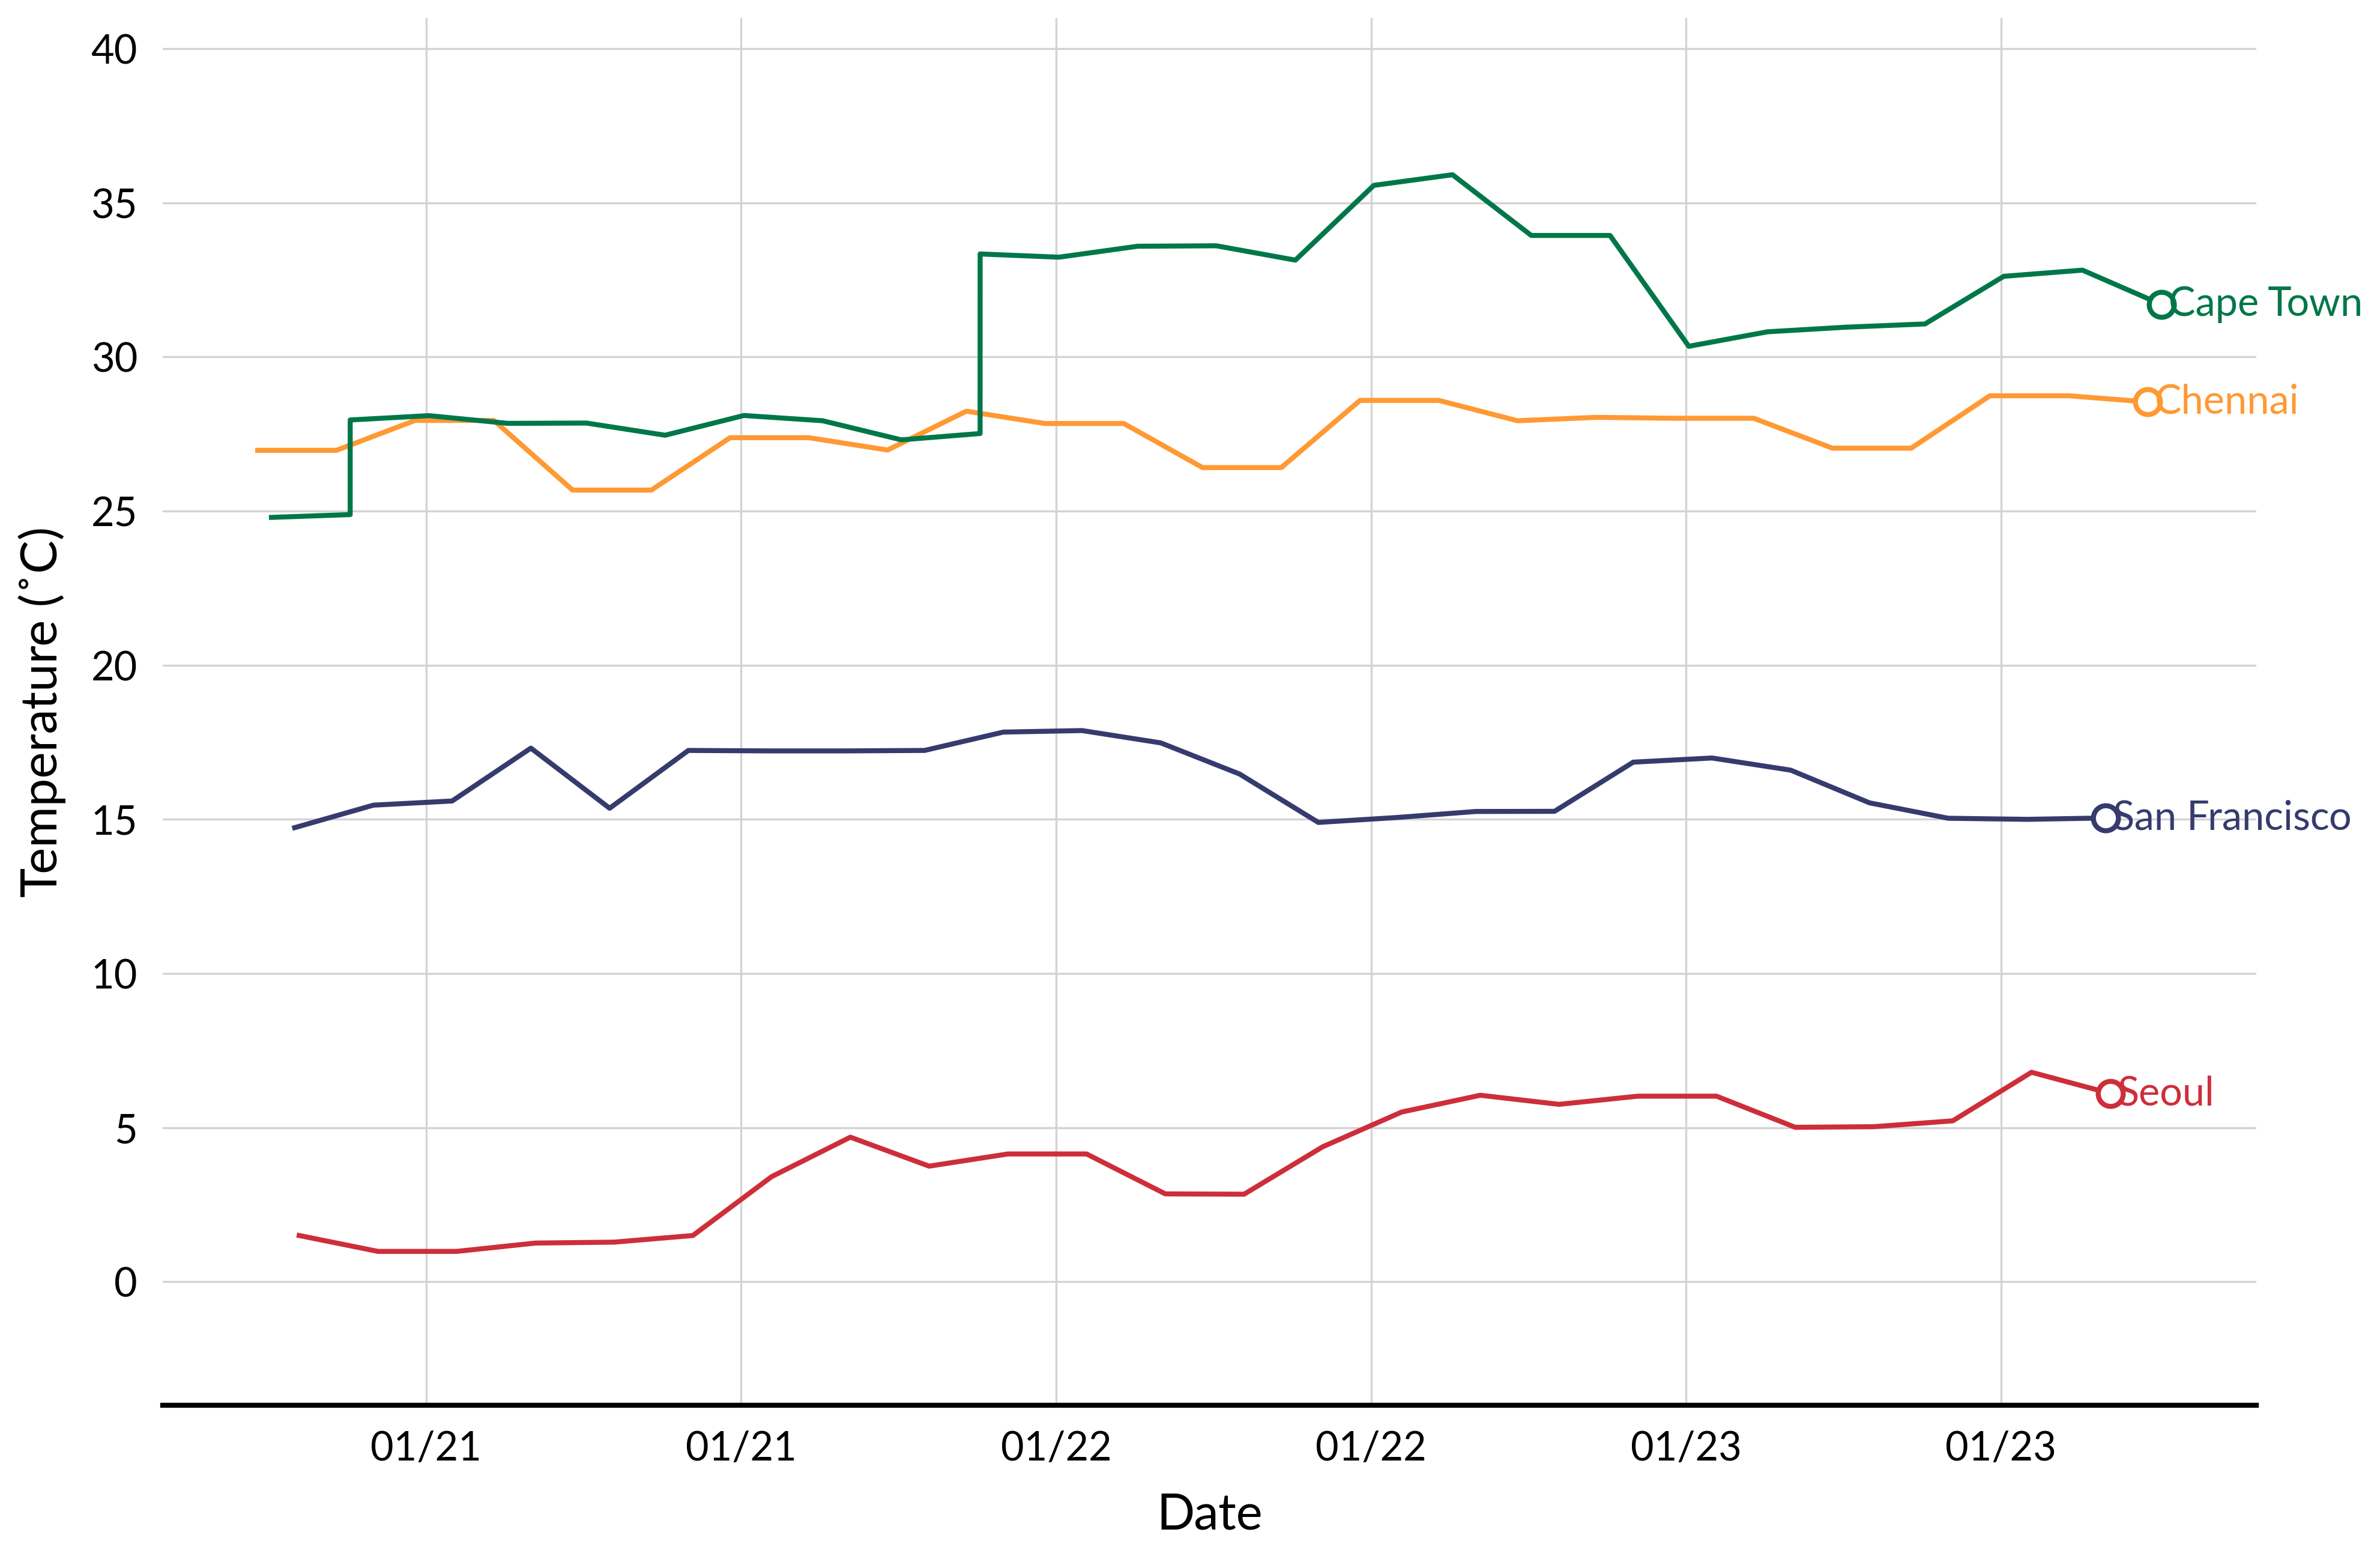 40
35
30
25
20
15
10
5
0
Temperature (°C)
Cape Town
Chennai
San Francisco
Seoul
01/21 01/21 01/22 01/22 01/23 01/23
Date